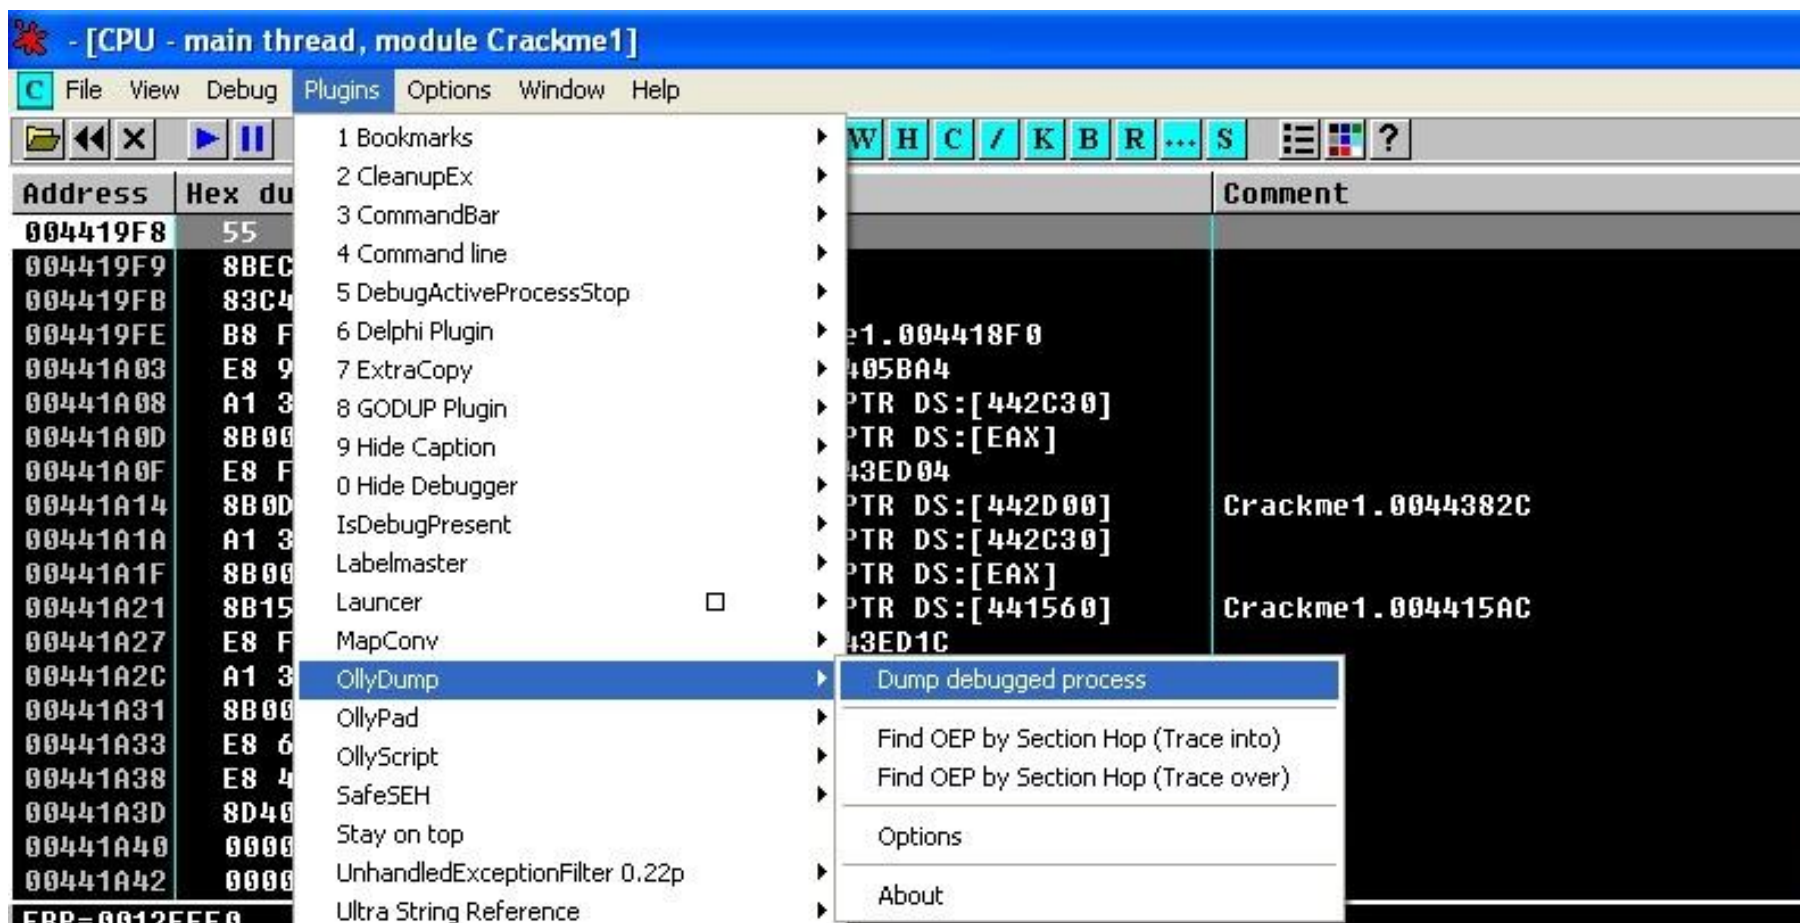 - [CPU - main thread, module Crackme1]
C File View Debug Plugins Options Window Help
W H C / K B R ... S ?
Address Hex du Comment
004419F8 55
004419F9 8BEC
004419FB 83C4
004419FE B8 F e1.004418F0
00441A03 E8 9 405BA4
00441A08 A1 3 PTR DS:[442C30]
00441A0D 8B00 PTR DS:[EAX]
00441A0F E8 F 43ED04
00441A14 8B0D PTR DS:[442D00] Crackme1.0044382C
00441A1A A1 3 PTR DS:[442C30]
00441A1F 8B00 PTR DS:[EAX]
00441A21 8B15 PTR DS:[441560] Crackme1.004415AC
00441A27 E8 F 43ED1C
00441A2C A1 3
00441A31 8B00
00441A33 E8 6
00441A38 E8 4
00441A3D 8D40
00441A40 0000
00441A42 0000
1 Bookmarks
2 CleanupEx
3 CommandBar
4 Command line
5 DebugActiveProcessStop
6 Delphi Plugin
7 ExtraCopy
8 GODUP Plugin
9 Hide Caption
0 Hide Debugger
IsDebugPresent
Labelmaster
Launcer
MapConv
OllyDump
OllyPad
OllyScript
SafeSEH
Stay on top
UnhandledExceptionFilter 0.22p
Ultra String Reference
Dump debugged process
Find OEP by Section Hop (Trace into)
Find OEP by Section Hop (Trace over)
Options
About